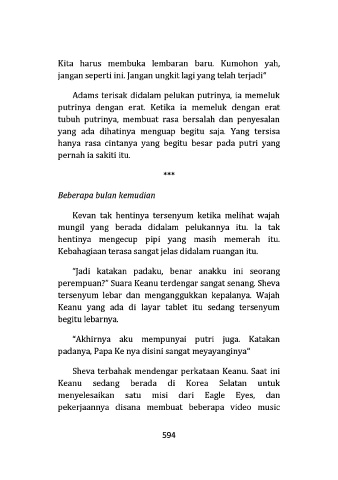 Kita harus membuka lembaran baru. Kumohon yah,
jangan seperti ini. Jangan ungkit lagi yang telah terjadi"
Adams terisak didalam pelukan putrinya, ia memeluk
putrinya dengan erat. Ketika ia memeluk dengan erat
tubuh putrinya, membuat rasa bersalah dan penyesalan
yang ada dihatinya menguap begitu saja. Yang tersisa
hanya rasa cintanya yang begitu besar pada putri yang
pernah ia sakiti itu.
***
Beberapa bulan kemudian
Kevan tak hentinya tersenyum ketika melihat wajah
mungil yang berada didalam pelukannya itu. Ia tak
hentinya mengecup pipi yang masih memerah itu.
Kebahagiaan terasa sangat jelas didalam ruangan itu.
"Jadi katakan padaku, benar anakku ini seorang
perempuan?" Suara Keanu terdengar sangat senang. Sheva
tersenyum lebar dan menganggukkan kepalanya. Wajah
Keanu yang ada di layar tablet itu sedang tersenyum
begitu lebarnya.
"Akhirnya aku mempunyai putri juga. Katakan
padanya, Papa Ke nya disini sangat meyayanginya"
Sheva terbahak mendengar perkataan Keanu. Saat ini
Keanu sedang berada di Korea Selatan untuk
menyelesaikan satu misi dari Eagle Eyes, dan
pekerjaannya disana membuat beberapa video music
594